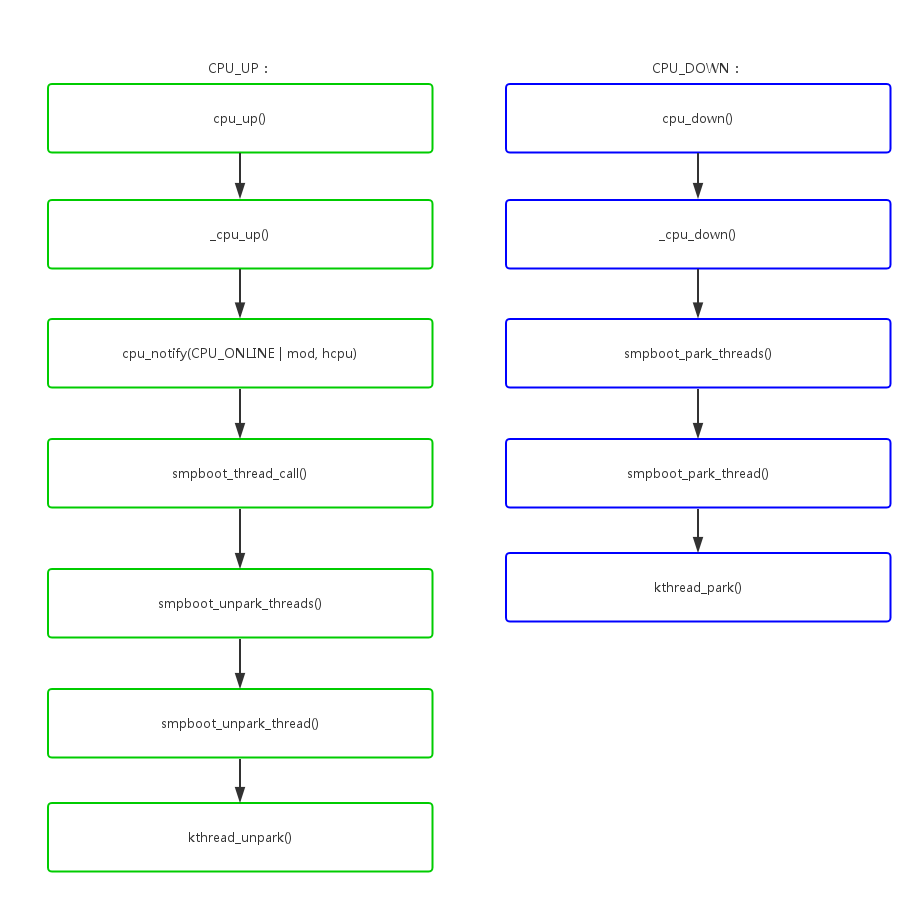 CPU_UP：
cpu_up()
_cpu_up()
cpu_notify(CPU_ONLINE | mod, hcpu)
smpboot_thread_call()
smpboot_unpark_threads()
smpboot_unpark_thread()
kthread_unpark()
CPU_DOWN：
cpu_down()
_cpu_down()
smpboot_park_threads()
smpboot_park_thread()
kthread_park()